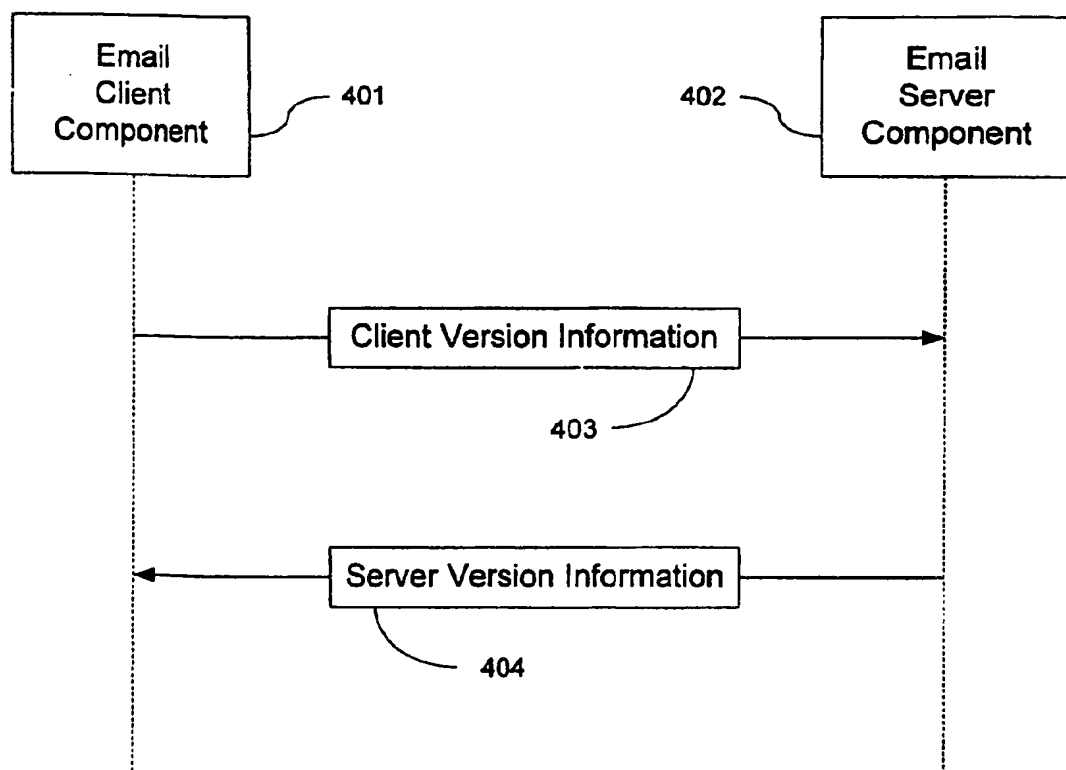 Email
Client
Component
401
402
Email
Server
Component
Client Version Information
403
Server Version Information
404